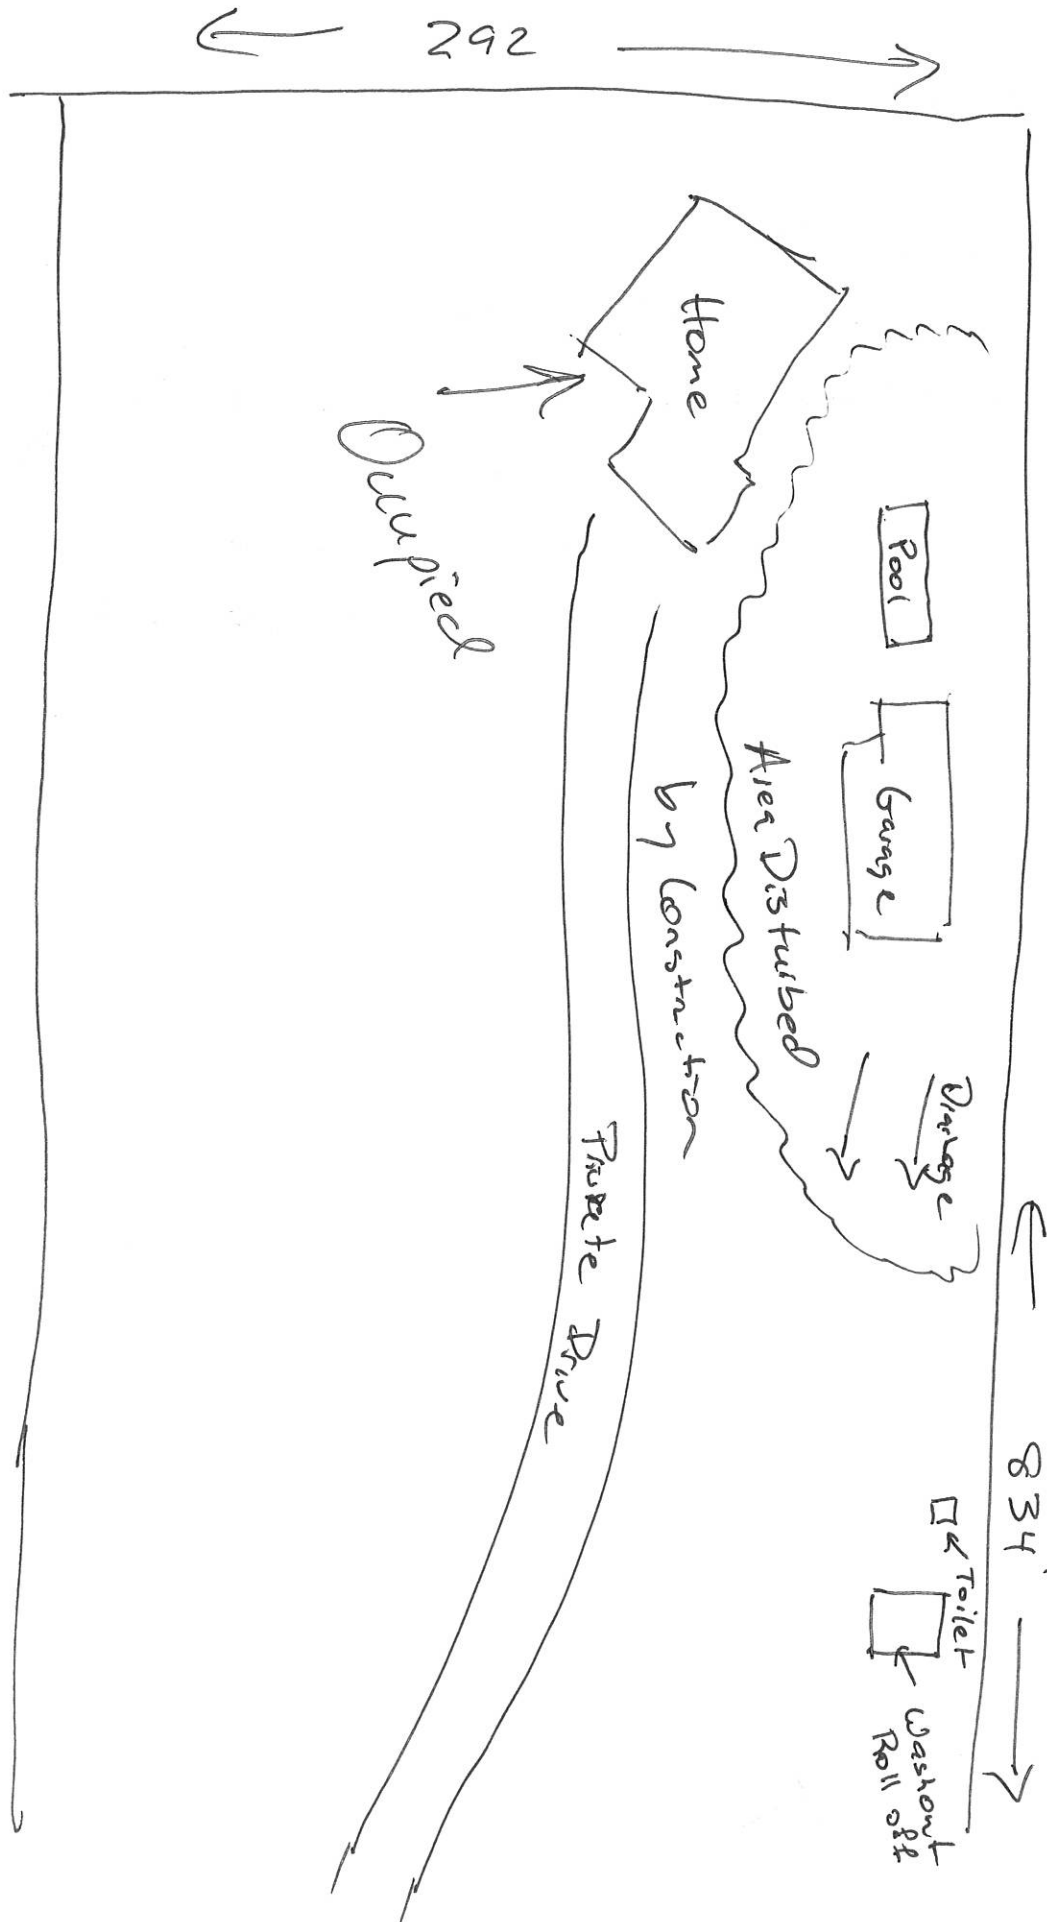 292
Home
Occupied
Pool
Garage
Area Disturbed
by Construction
Drainage
Private Drive
834'
Toilet
Washout
Roll off